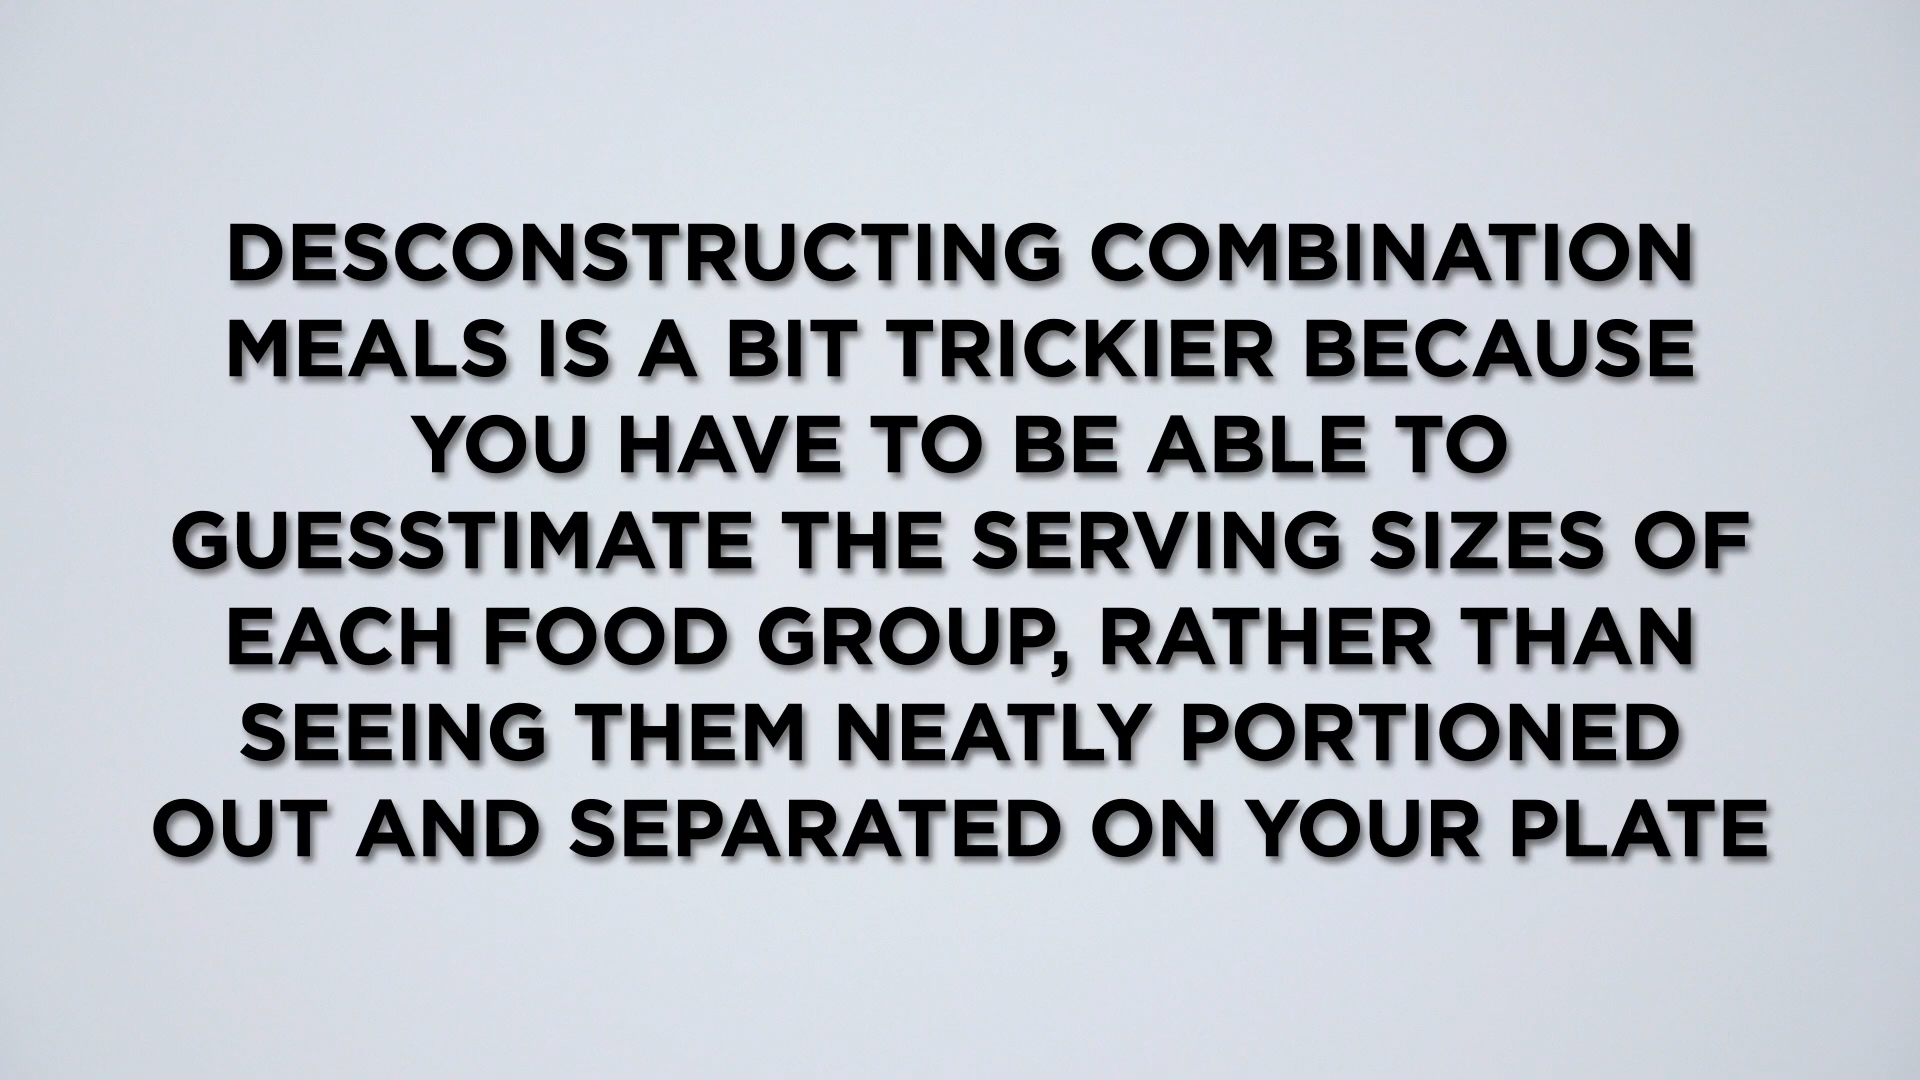 DESCONSTRUCTING COMBINATION
MEALS IS A BIT TRICKIER BECAUSE
YOU HAVE TO BE ABLE TO
GUESSTIMATE THE SERVING SIZES OF
EACH FOOD GROUP, RATHER THAN
SEEING THEM NEATLY PORTIONED
OUT AND SEPARATED ON YOUR PLATE